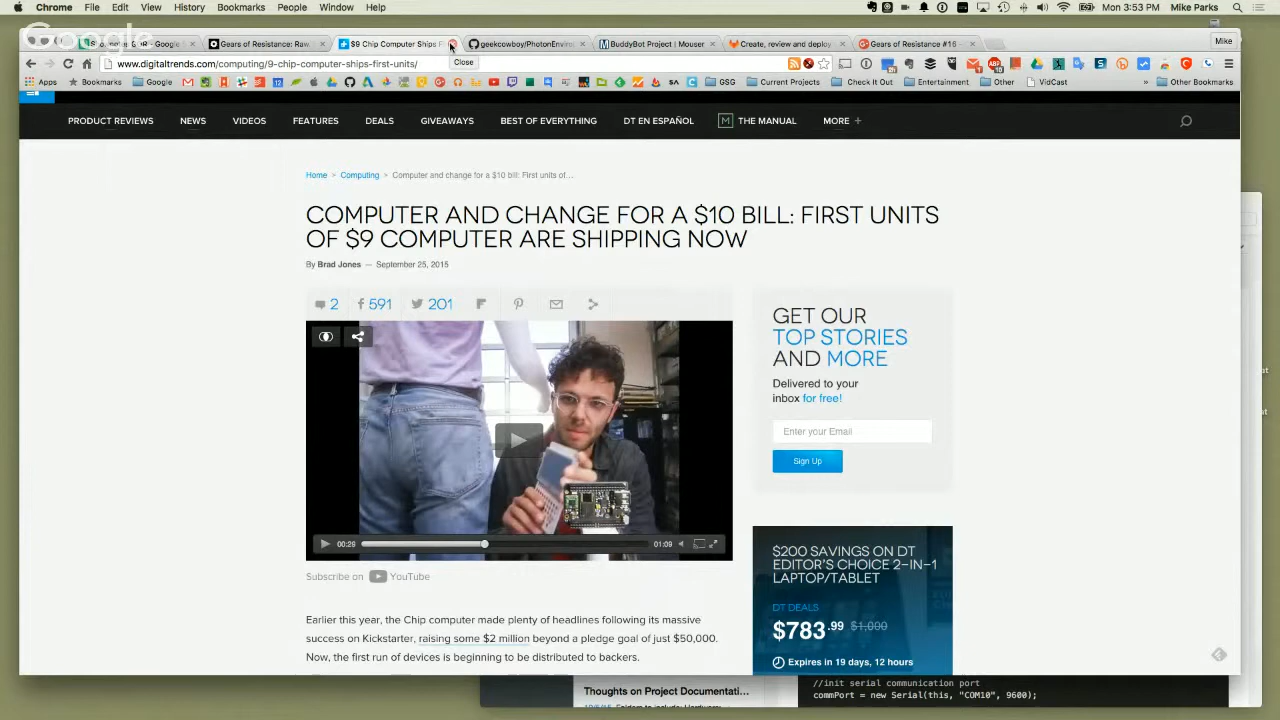 Chrome File Edit View History Bookmarks People Window Help Mon 3:53 PM Mike Parks
Google
Gears of Resistance: Raw
$9 Chip Computer Ships F
geekcowboy/PhotonEnviro
BuddyBot Project | Mouser
Create, review and deploy
Gears of Resistance #16 -
Mike
Close
www.digitaltrends.com/computing/9-chip-computer-ships-first-units/
Apps Bookmarks Google GSG Current Projects Check It Out Entertainment Other VidCast » Other Bookmarks
PRODUCT REVIEWS NEWS VIDEOS FEATURES DEALS GIVEAWAYS BEST OF EVERYTHING DT EN ESPAÑOL M THE MANUAL MORE +
Home > Computing > Computer and change for a $10 bill: First units of...
COMPUTER AND CHANGE FOR A $10 BILL: FIRST UNITS
OF $9 COMPUTER ARE SHIPPING NOW
By Brad Jones — September 25, 2015
2 591 201
00:29 01:09
Subscribe on YouTube
Earlier this year, the Chip computer made plenty of headlines following its massive
success on Kickstarter, raising some $2 million beyond a pledge goal of just $50,000.
Now, the first run of devices is beginning to be distributed to backers.
GET OUR
TOP STORIES
AND MORE
Delivered to your
inbox for free!
Enter your Email
Sign Up
$200 SAVINGS ON DT
EDITOR'S CHOICE 2-IN-1
LAPTOP/TABLET
DT DEALS
$783.99 $1,000
Expires in 19 days, 12 hours
Thoughts on Project Documentati...
//init serial communication port
commPort = new Serial(this, "COM10", 9600);